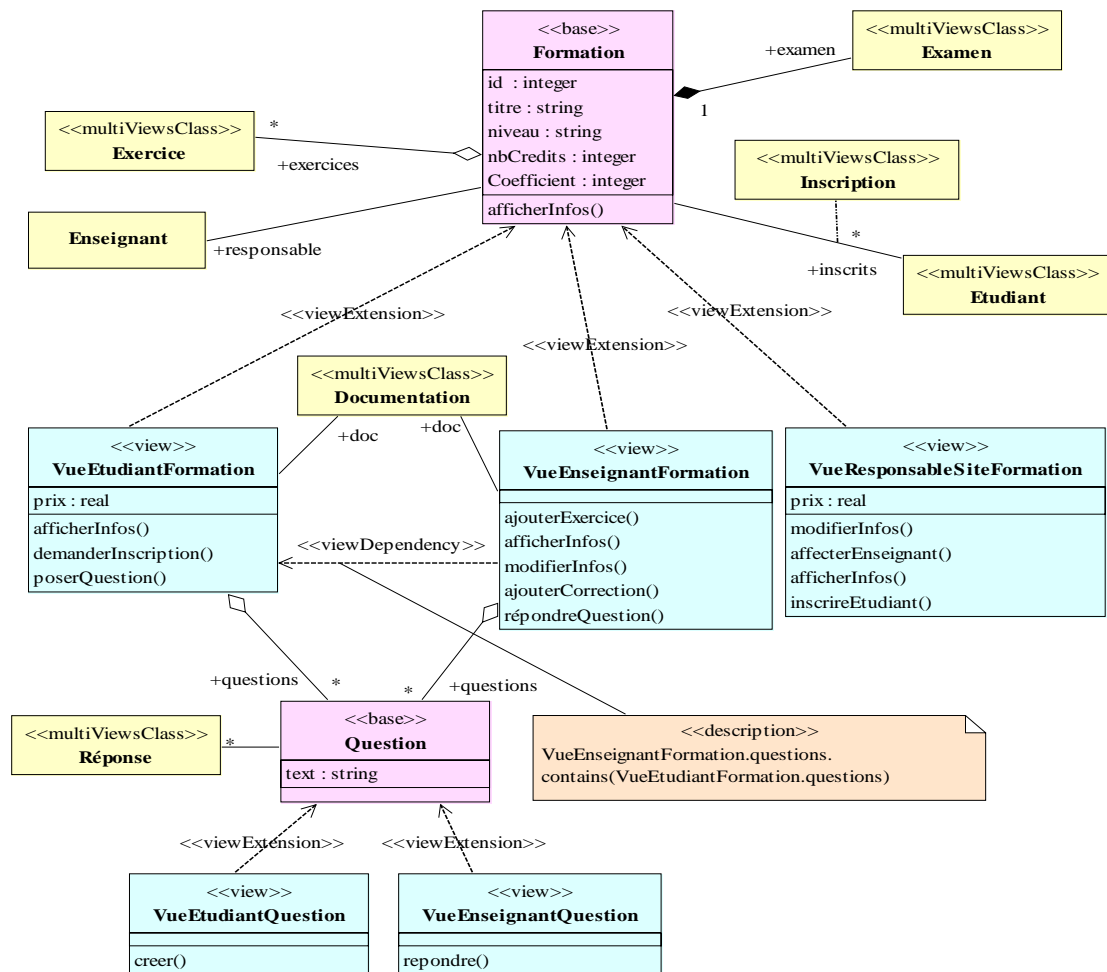 <<base>>
Formation
id : integer
titre : string
niveau : string
nbCredits : integer
Coefficient : integer
afficherInfos()
<<multiViewsClass>>
Examen
+examen
1
<<multiViewsClass>>
Exercice
*
+exercices
<<multiViewsClass>>
Inscription
Enseignant
+responsable
*
+inscrits
<<multiViewsClass>>
Etudiant
<<viewExtension>>
<<viewExtension>>
<<viewExtension>>
<<multiViewsClass>>
Documentation
+doc
+doc
<<view>>
VueEtudiantFormation
prix : real
afficherInfos()
demanderInscription()
poserQuestion()
<<viewDependency>>
<<view>>
VueEnseignantFormation
ajouterExercice()
afficherInfos()
modifierInfos()
ajouterCorrection()
répondreQuestion()
<<view>>
VueResponsableSiteFormation
prix : real
modifierInfos()
affecterEnseignant()
afficherInfos()
inscrireEtudiant()
+questions
*
*
+questions
<<multiViewsClass>>
Réponse
*
<<base>>
Question
text : string
<<description>>
VueEnseignantFormation.questions.
contains(VueEtudiantFormation.questions)
<<viewExtension>>
<<viewExtension>>
<<view>>
VueEtudiantQuestion
creer()
<<view>>
VueEnseignantQuestion
repondre()